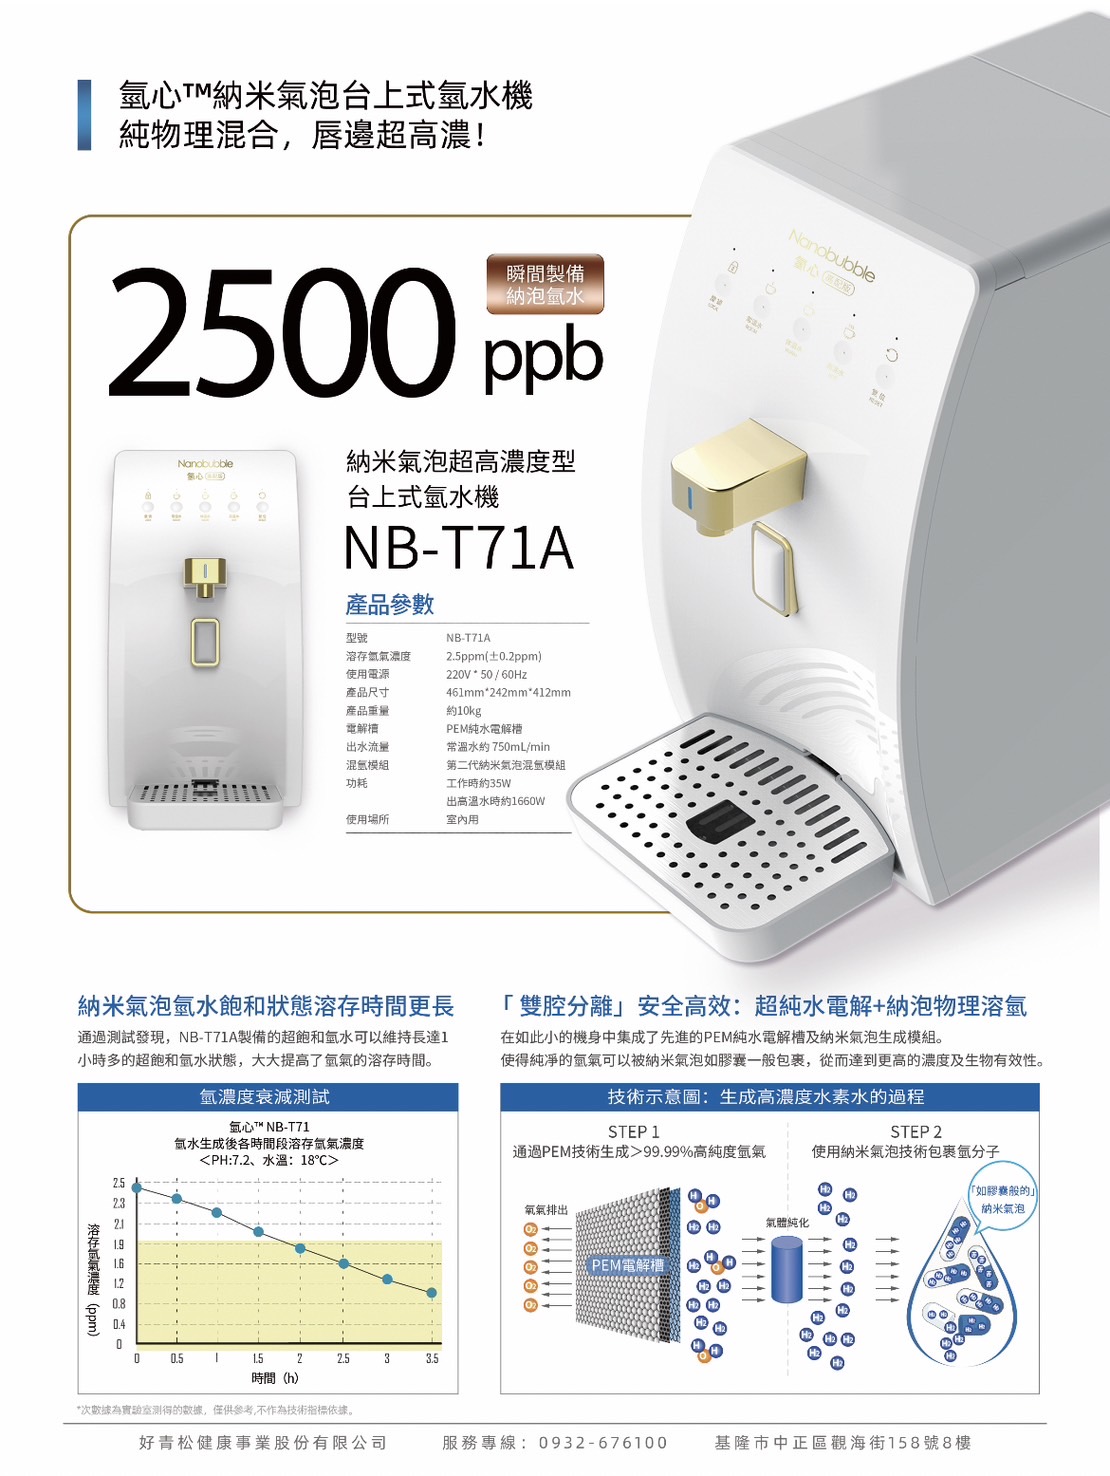 氫心™納米氣泡台上式氫水機
純物理混合，唇邊超高濃！
2500
瞬間製備
納泡氫水
ppb
Nanobubble
氫心
Nanobubble
氫心
納米氣泡超高濃度型
台上式氫水機
NB-T71A
產品參數
型號 NB-T71A
溶存氫氣濃度 2.5ppm(±0.2ppm)
使用電源 220V * 50 / 60Hz
產品尺寸 461mm*242mm*412mm
產品重量 約10kg
電解槽 PEM純水電解槽
出水流量 常溫水約 750mL/min
混氫模組 第二代納米氣泡混氫模組
功耗 工作時約35W
出高溫水時約1660W
使用場所 室內用
納米氣泡氫水飽和狀態溶存時間更長
通過測試發現，NB-T71A製備的超飽和氫水可以維持長達1
小時多的超飽和氫水狀態，大大提高了氫氣的溶存時間。
氫濃度衰減測試
氫心™ NB-T71
氫水生成後各時間段溶存氫氣濃度
＜PH:7.2、水溫：18℃＞
溶存氫氣濃度（ppm）
2.5
2.3
2.1
1.9
1.6
1.2
0.8
0.4
0
0 0.5 1 1.5 2 2.5 3 3.5
時間（h）
「 雙腔分離」安全高效：超純水電解+納泡物理溶氫
在如此小的機身中集成了先進的PEM純水電解槽及納米氣泡生成模組。
使得純淨的氫氣可以被納米氣泡如膠囊一般包裹，從而達到更高的濃度及生物有效性。
技術示意圖：生成高濃度水素水的過程
STEP 1
通過PEM技術生成＞99.99%高純度氫氣
STEP 2
使用納米氣泡技術包裹氫分子
氧氣排出
O2
O2
O2
O2
O2
PEM電解槽
氣體純化
「如膠囊般的」
納米氣泡
*次數據為實驗室測得的數據，僅供參考,不作為技術指標依據。
好青松健康事業股份有限公司 服務專線：0932-676100 基隆市中正區觀海街158號8樓